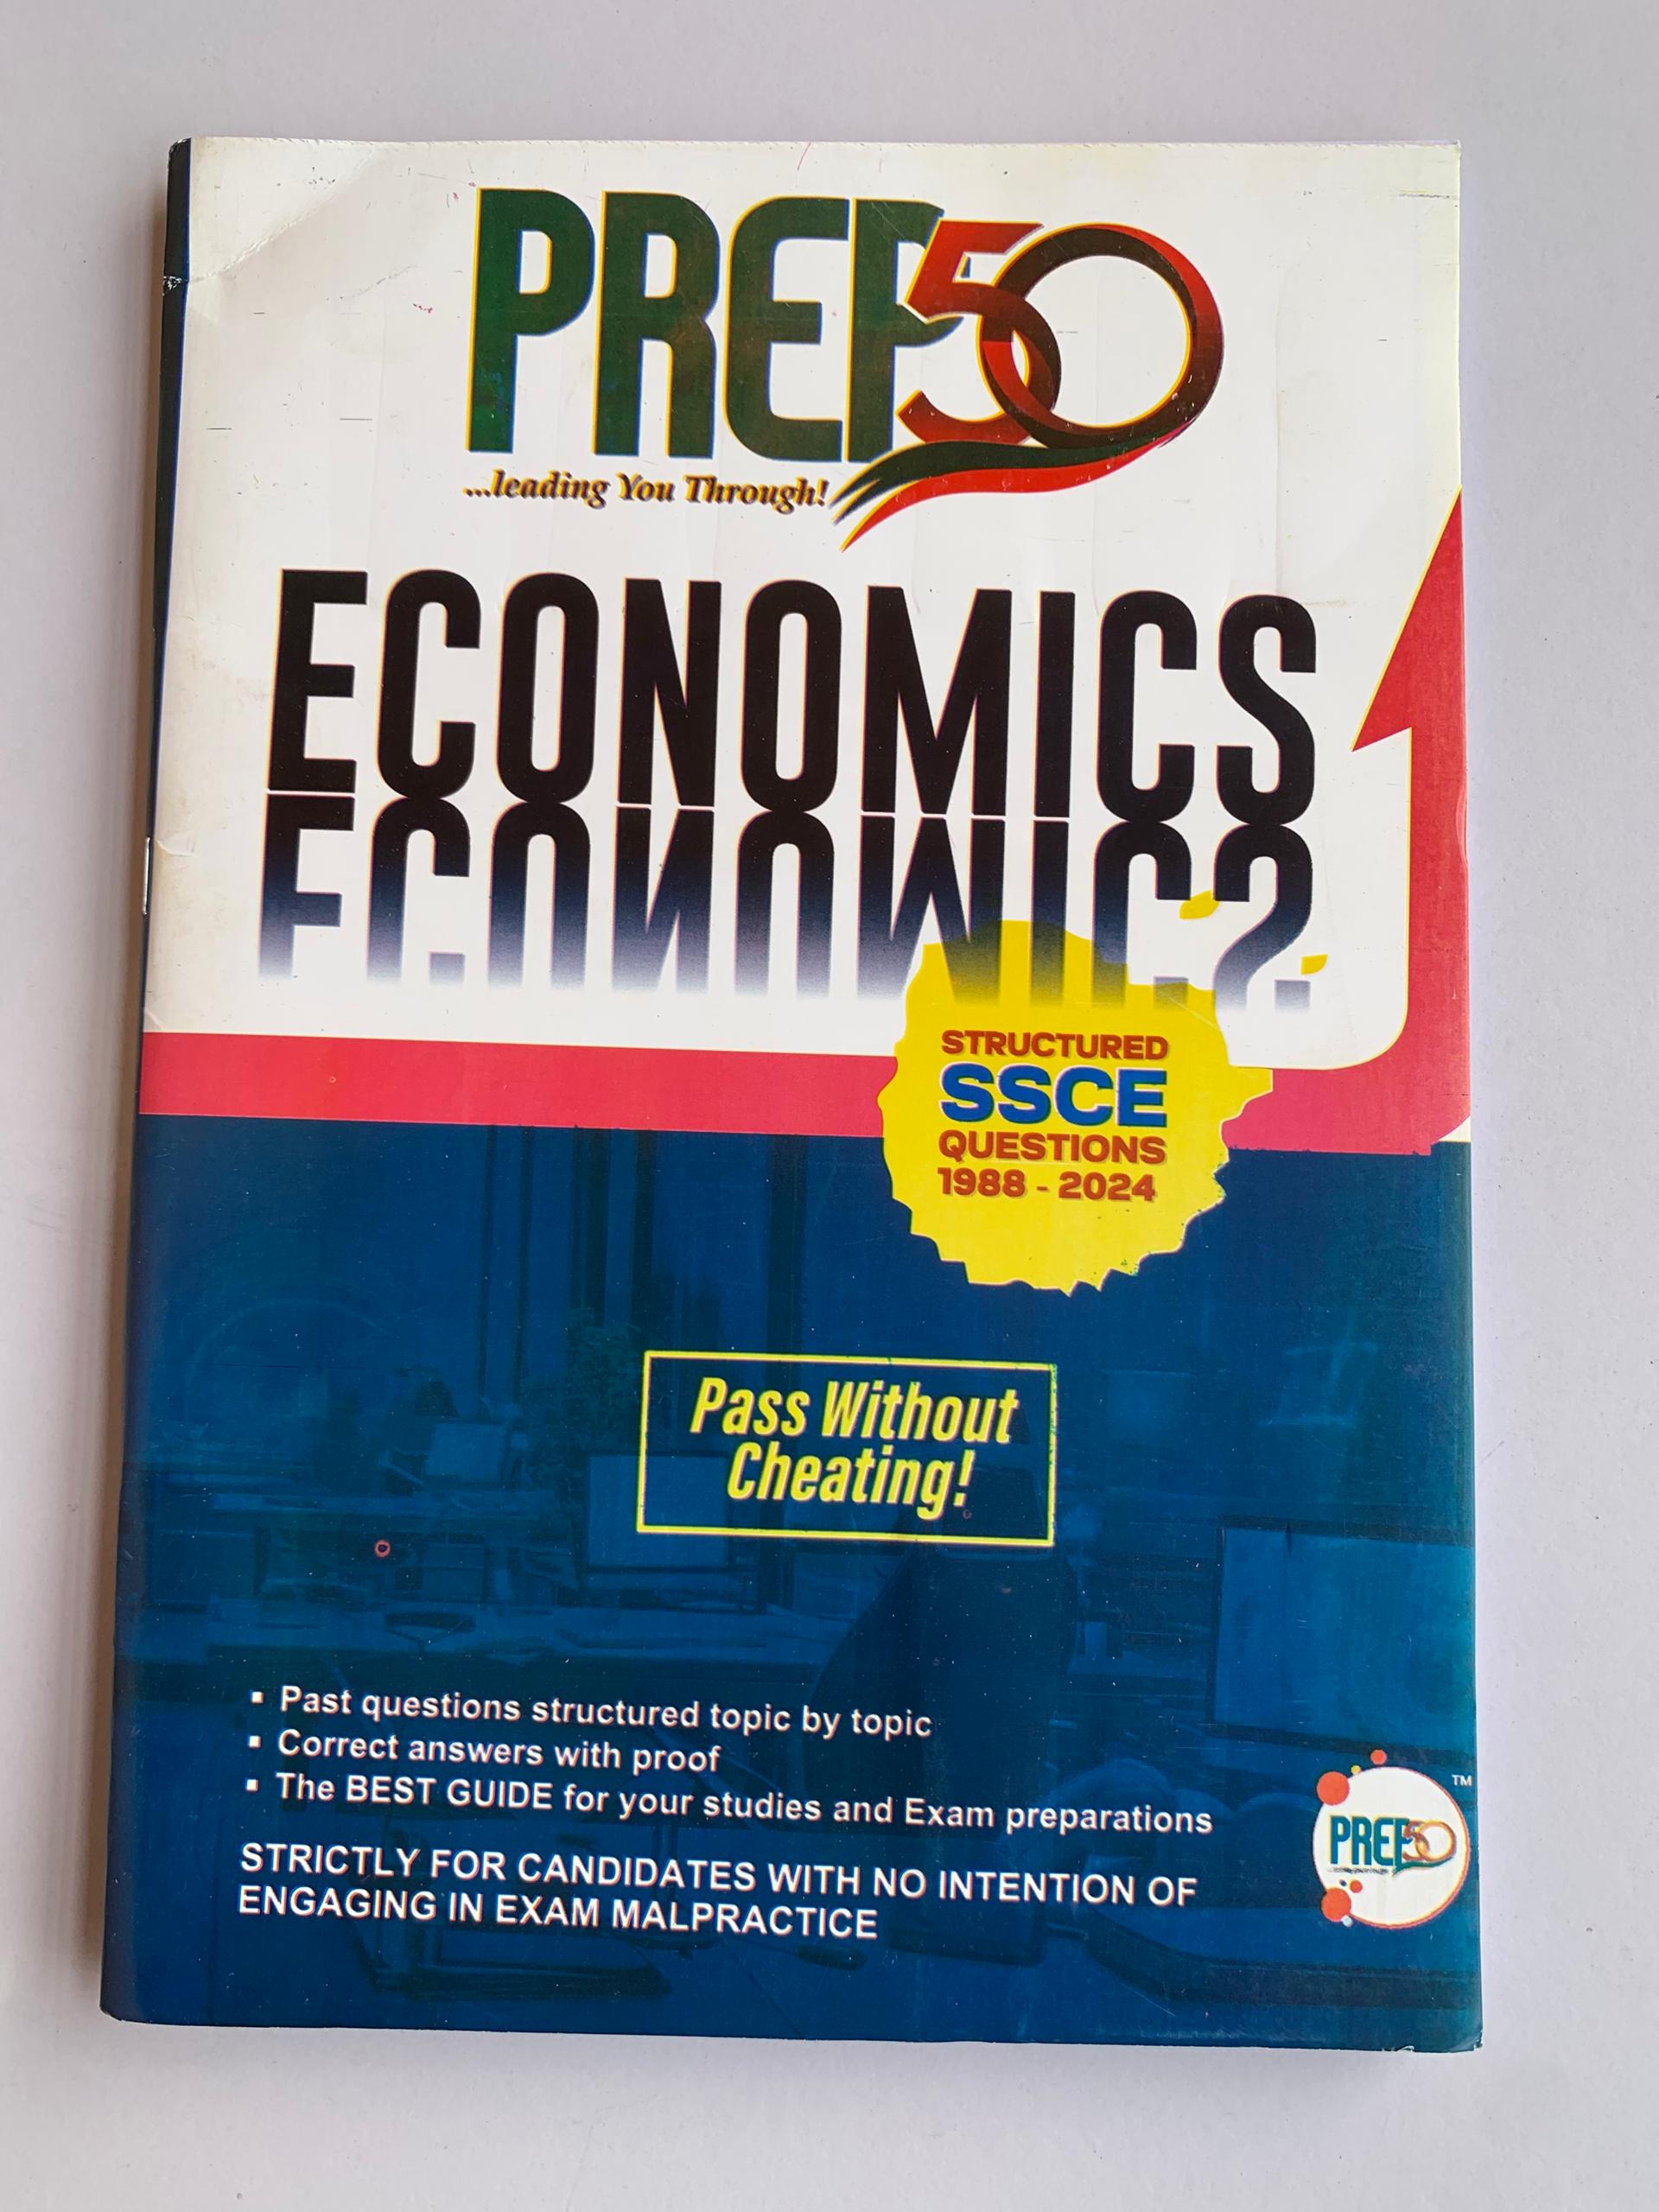 PREP50
...leading You Through!
ECONOMICS
STRUCTURED
SSCE
QUESTIONS
1988 - 2024
Pass Without
Cheating!
▪ Past questions structured topic by topic
▪ Correct answers with proof
▪ The BEST GUIDE for your studies and Exam preparations
STRICTLY FOR CANDIDATES WITH NO INTENTION OF
ENGAGING IN EXAM MALPRACTICE
TM
PREP50